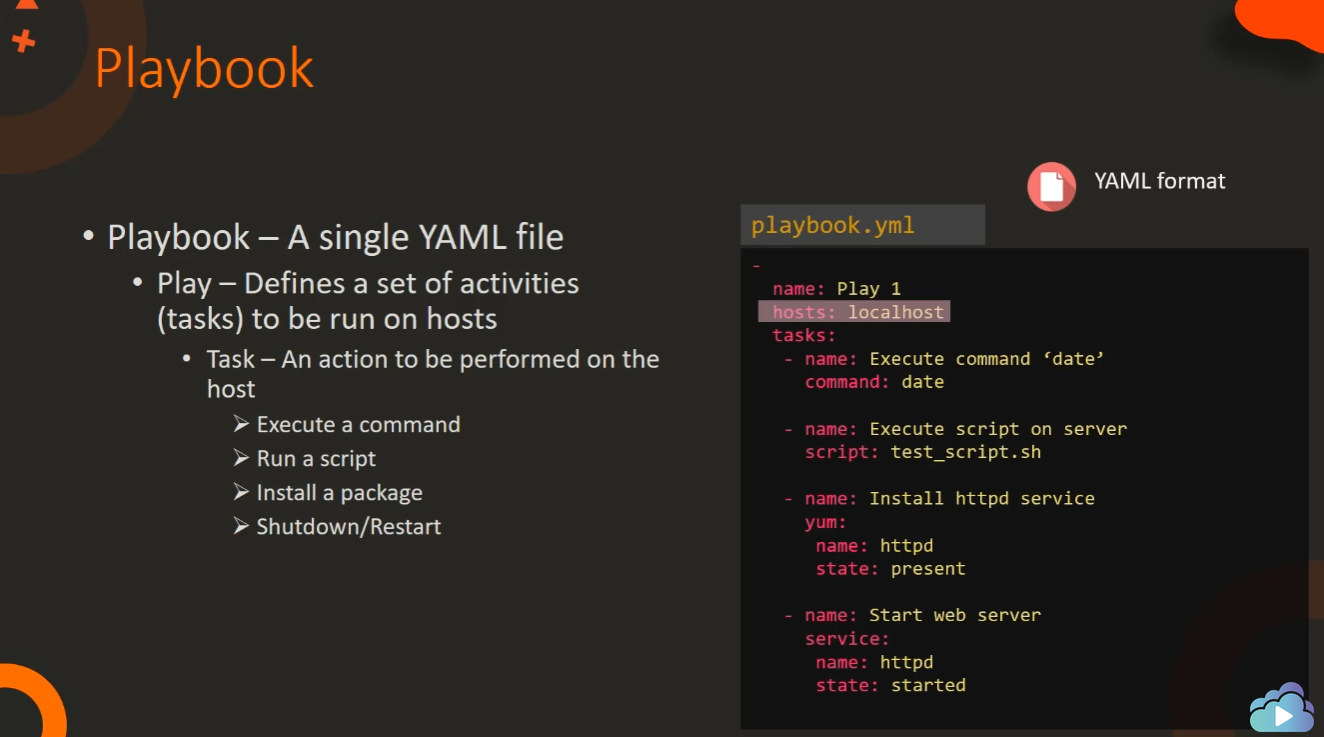 Playbook
• Playbook – A single YAML file
• Play – Defines a set of activities
(tasks) to be run on hosts
• Task – An action to be performed on the
host
➢ Execute a command
➢ Run a script
➢ Install a package
➢ Shutdown/Restart
YAML format
playbook.yml
-
name: Play 1
hosts: localhost
tasks:
- name: Execute command ‘date’
command: date
- name: Execute script on server
script: test_script.sh
- name: Install httpd service
yum:
name: httpd
state: present
- name: Start web server
service:
name: httpd
state: started